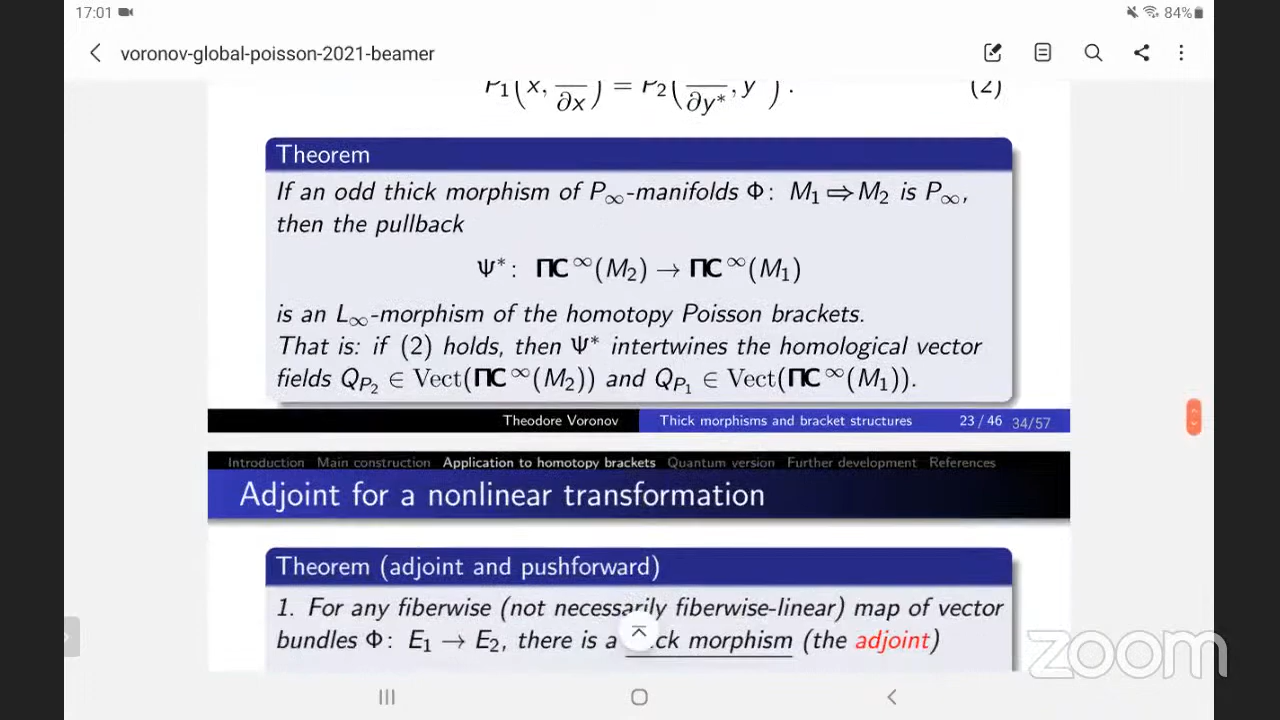 17:01 84%
voronov-global-poisson-2021-beamer
P₁(x, ∂x) = P₂(∂y*, y). (2)
Theorem
If an odd thick morphism of P∞-manifolds Φ: M₁ ⇨ M₂ is P∞,
then the pullback
Ψ*: ΠC^∞(M₂) → ΠC^∞(M₁)
is an L∞-morphism of the homotopy Poisson brackets.
That is: if (2) holds, then Ψ* intertwines the homological vector
fields Q_{P₂} ∈ Vect(ΠC^∞(M₂)) and Q_{P₁} ∈ Vect(ΠC^∞(M₁)).
Theodore Voronov Thick morphisms and bracket structures 23 / 46 34/57
Introduction Main construction Application to homotopy brackets Quantum version Further development References
Adjoint for a nonlinear transformation
Theorem (adjoint and pushforward)
1. For any fiberwise (not necessarily fiberwise-linear) map of vector
bundles Φ: E₁ → E₂, there is a ck morphism (the adjoint)
zoom